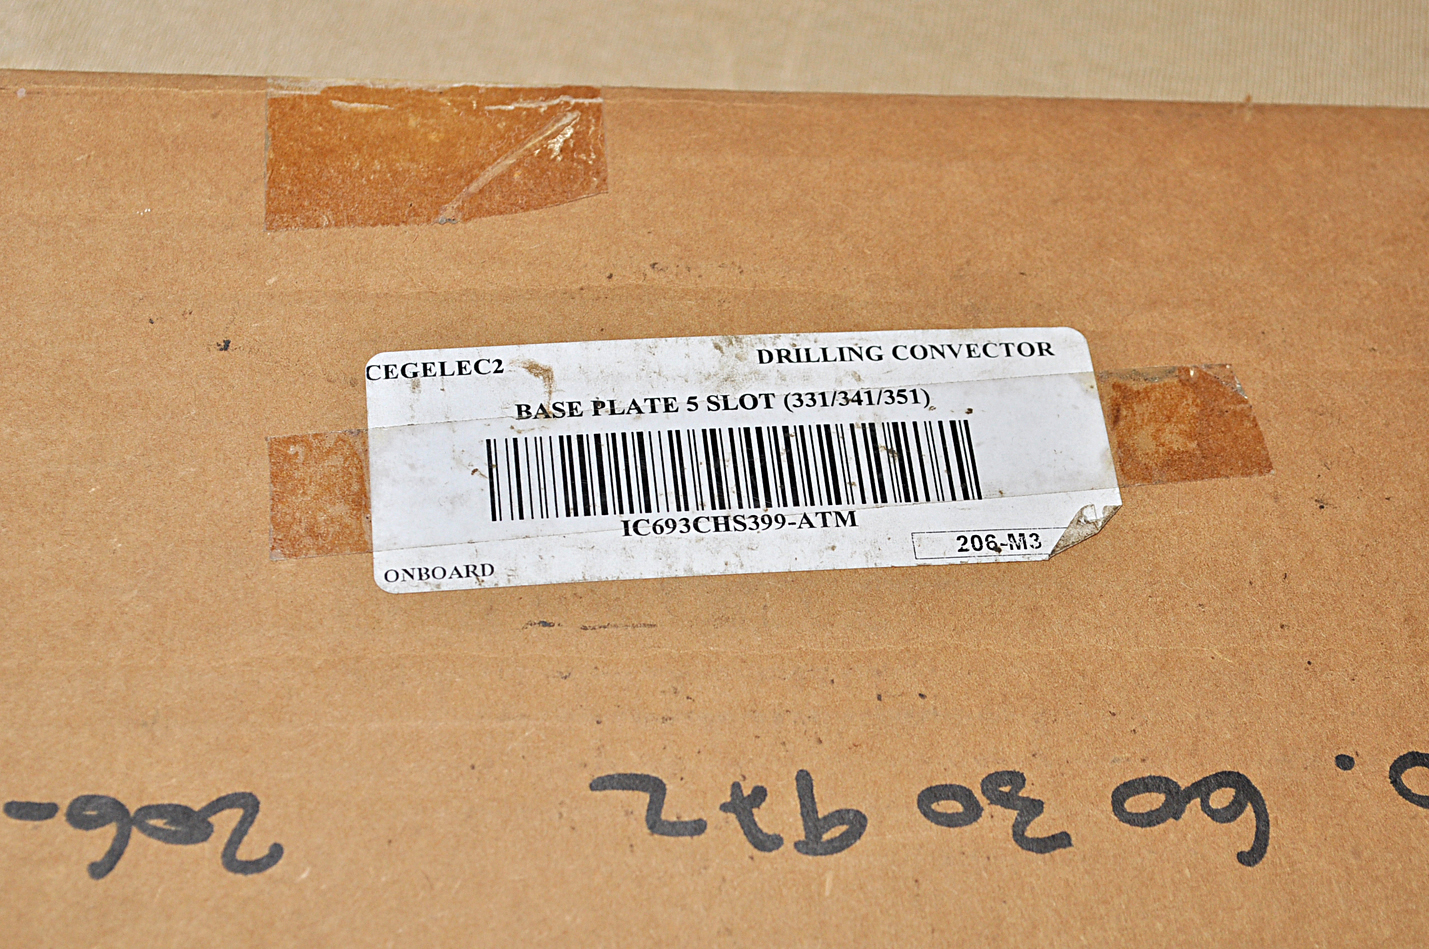 CEGELEC2 DRILLING CONVECTOR
BASE PLATE 5 SLOT (331/341/351)
IC693CHS399-ATM
206-M3
ONBOARD
60 30 972 206-